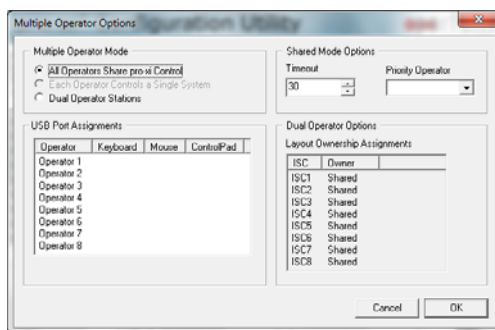 Multiple Operator Options
guration Utility
Multiple Operator Mode
All Operators Share pro-xi Control
Each Operator Controls a Single System
Dual Operator Stations
Shared Mode Options
Timeout
Priority Operator
30
USB Port Assignments
Operator Keyboard Mouse ControlPad
Operator 1
Operator 2
Operator 3
Operator 4
Operator 5
Operator 6
Operator 7
Operator 8
Dual Operator Options
Layout Ownership Assignments
ISC Owner
ISC1 Shared
ISC2 Shared
ISC3 Shared
ISC4 Shared
ISC5 Shared
ISC6 Shared
ISC7 Shared
ISC8 Shared
Cancel OK